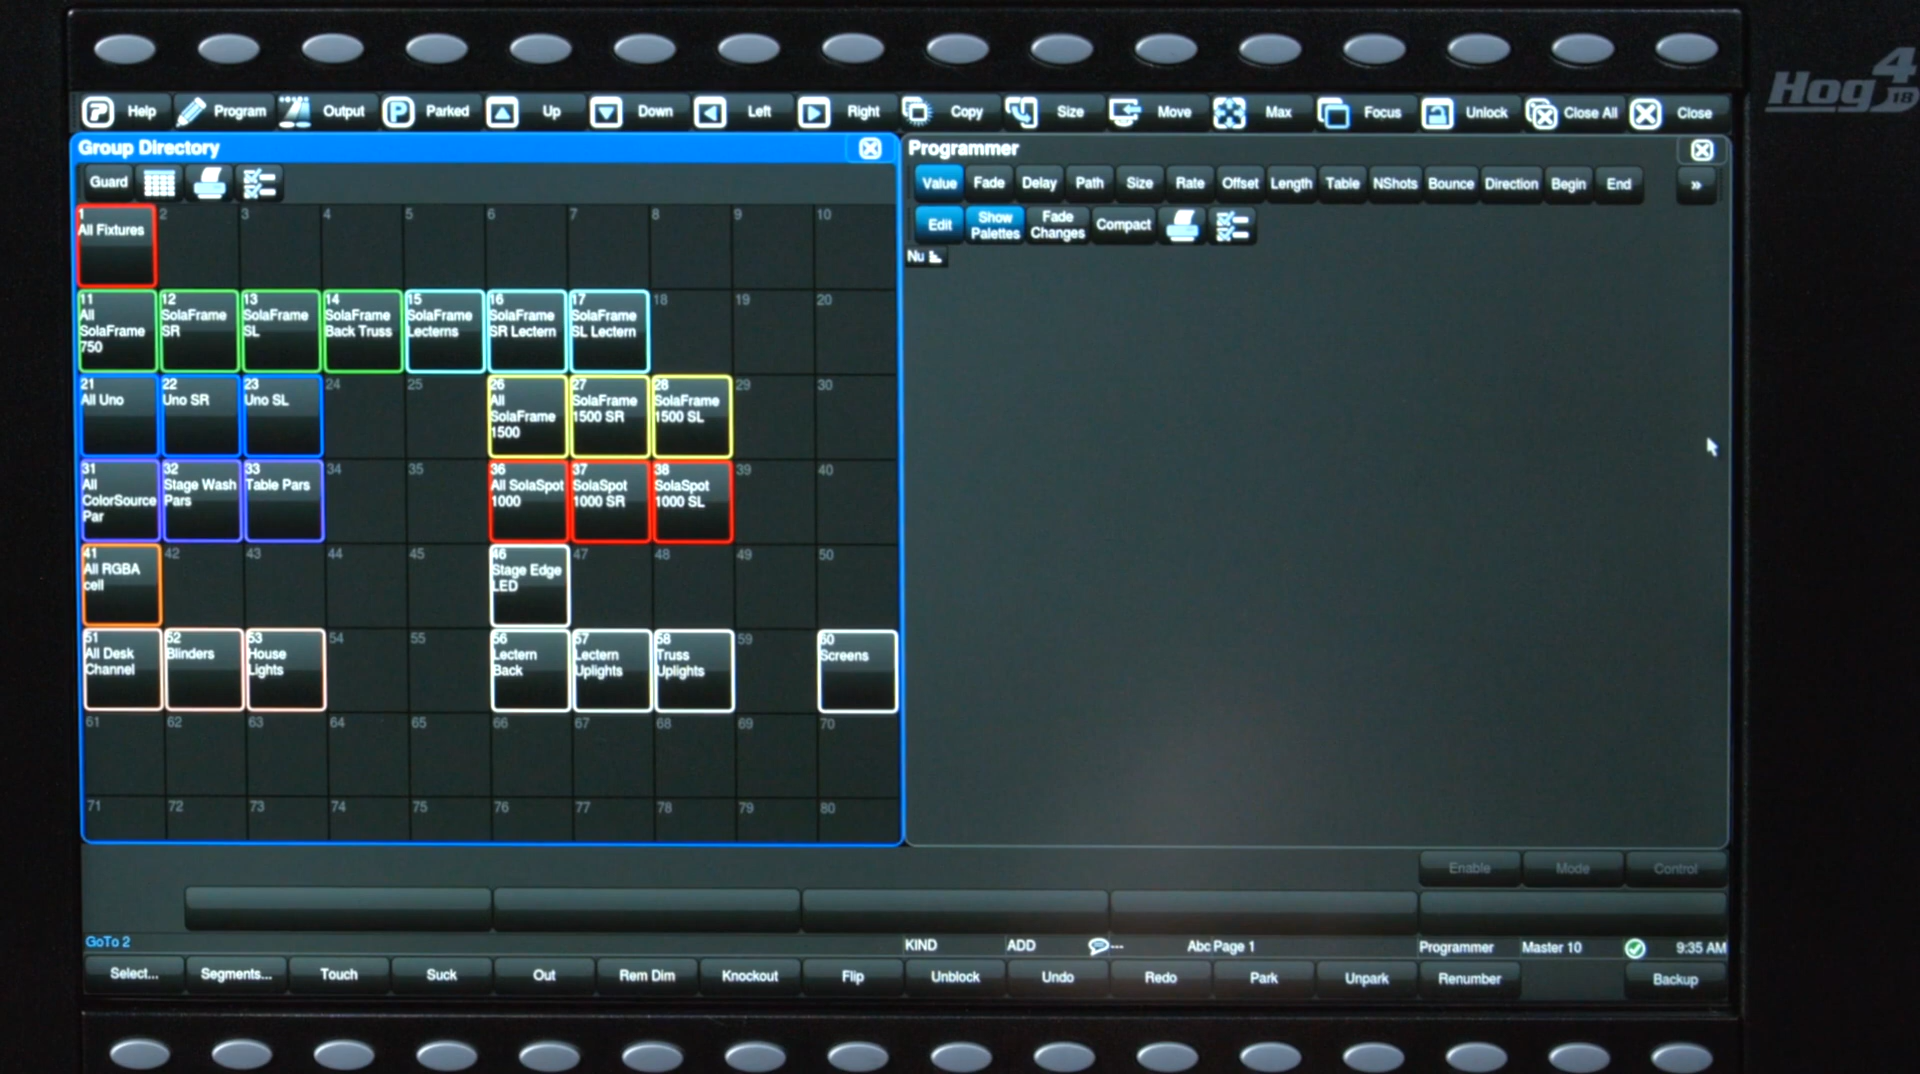 Hog 4 18
Help Program Output Parked Up Down Left Right Copy Size Move Max Focus Unlock Close All Close
Group Directory
Guard
1 2 3 4 5 6 7 8 9 10
All Fixtures
11 12 13 14 15 16 17 18 19 20
All SolaFrame 750
SolaFrame SR
SolaFrame SL
SolaFrame Back Truss
SolaFrame Lecterns
SolaFrame SR Lectern
SolaFrame SL Lectern
21 22 23 24 25 26 27 28 29 30
All Uno
Uno SR
Uno SL
All SolaFrame 1500
SolaFrame 1500 SR
SolaFrame 1500 SL
31 32 33 34 35 36 37 38 39 40
All ColorSource Par
Stage Wash Pars
Table Pars
All SolaSpot 1000
SolaSpot 1000 SR
SolaSpot 1000 SL
41 42 43 44 45 46 47 48 49 50
All RGBA cell
Stage Edge LED
51 52 53 54 55 56 57 58 59 60
All Desk Channel
Blinders
House Lights
Lectern Back
Lectern Uplights
Truss Uplights
Screens
61 62 63 64 65 66 67 68 69 70
71 72 73 74 75 76 77 78 79 80
Programmer
Value Fade Delay Path Size Rate Offset Length Table NShots Bounce Direction Begin End »
Edit Show Palettes Fade Changes Compact
Nu
Enable Mode Control
GoTo 2 KIND ADD --- Abc Page 1 Programmer Master 10 9:35 AM
Select... Segments... Touch Suck Out Rem Dim Knockout Flip Unblock Undo Redo Park Unpark Renumber Backup